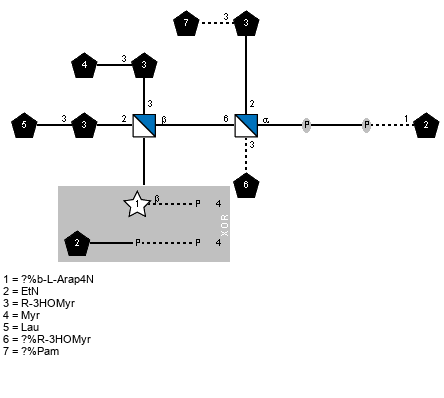 7 3 3
4 3 3
3 2
5 3 3 2 β 6 α P P 1 2
3
6
1 β P 4
XOR
2 P P 4
1 = ?%b-L-Arap4N
2 = EtN
3 = R-3HOMyr
4 = Myr
5 = Lau
6 = ?%R-3HOMyr
7 = ?%Pam